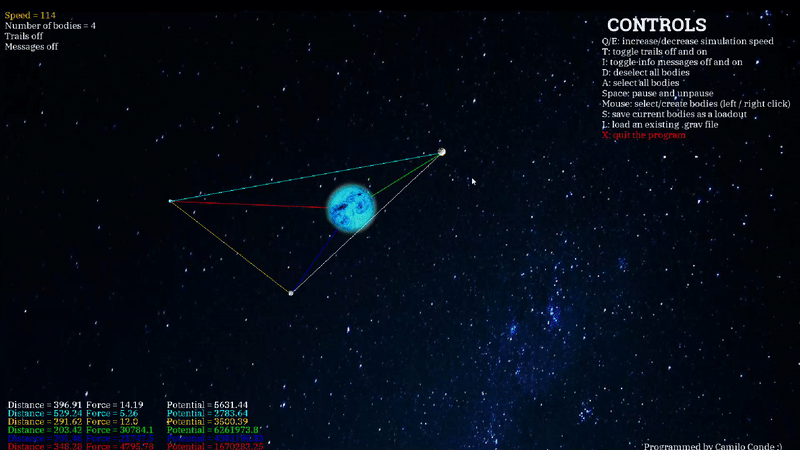 Speed = 114
Number of bodies = 4
Trails off
Messages off
CONTROLS
Q/E: increase/decrease simulation speed
T: toggle trails off and on
I: toggle info messages off and on
D: deselect all bodies
A: select all bodies
Space: pause and unpause
Mouse: select/create bodies (left / right click)
S: save current bodies as a loadout
L: load an existing .grav file
X: quit the program
Distance = 396.91 Force = 14.19 Potential = 5631.44
Distance = 529.24 Force = 5.26 Potential = 2783.64
Distance = 291.62 Force = 12.0 Potential = 3500.39
Distance = 203.42 Force = 30784.1 Potential = 6261973.8
Distance = 348.28 Force = 4795.78 Potential = 1670283.25
Programmed by Camilo Conde :)